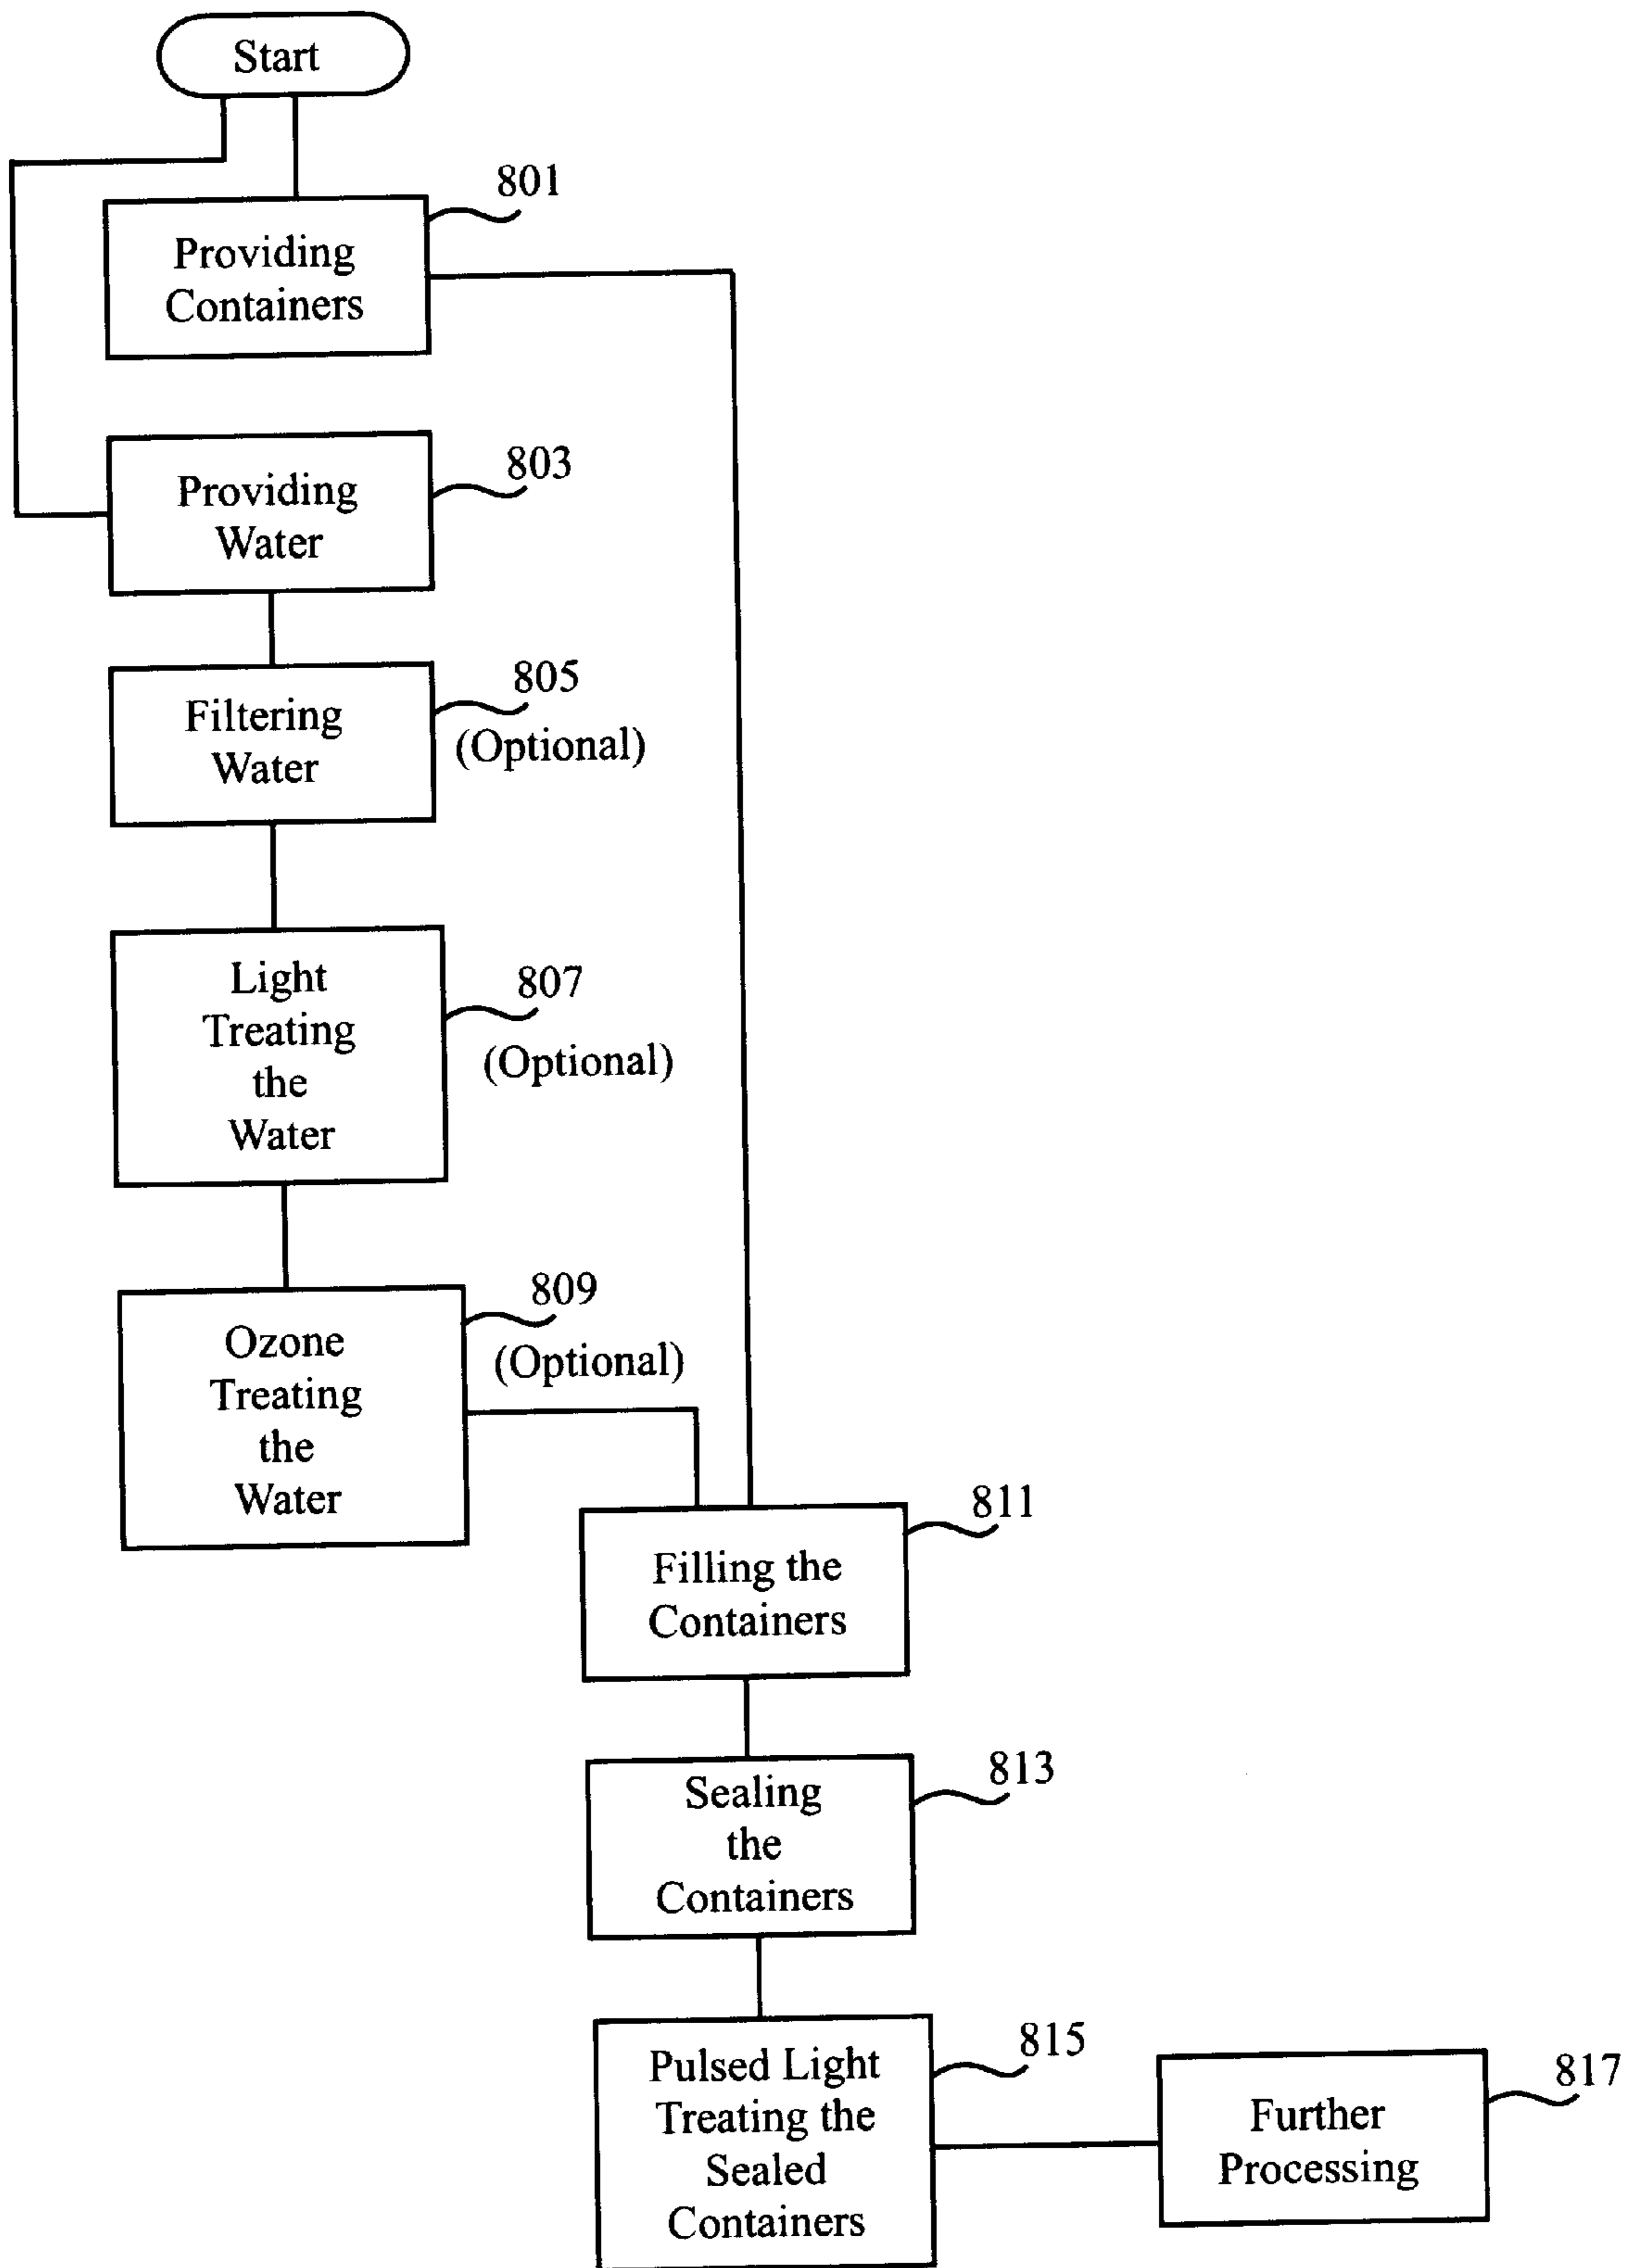 Start
801
Providing
Containers
803
Providing
Water
805
Filtering
Water
(Optional)
807
Light
Treating
the
Water
(Optional)
809
Ozone
Treating
the
Water
(Optional)
811
Filling the
Containers
813
Sealing
the
Containers
815
Pulsed Light
Treating the
Sealed
Containers
817
Further
Processing